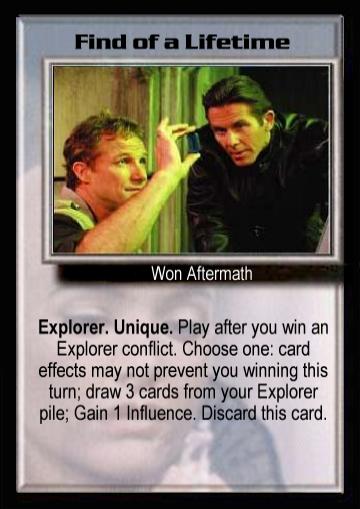 Find of a Lifetime
Won Aftermath
Explorer. Unique. Play after you win an
Explorer conflict. Choose one: card
effects may not prevent you winning this
turn; draw 3 cards from your Explorer
pile; Gain 1 Influence. Discard this card.